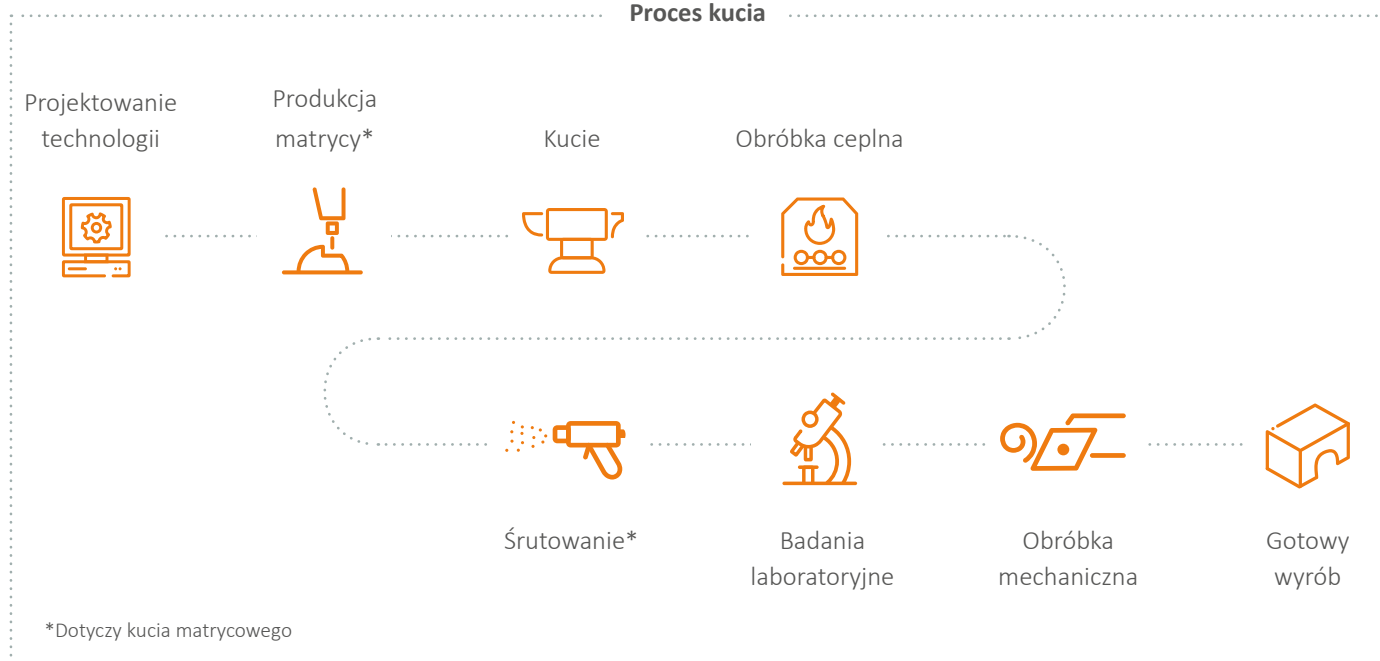 Proces kucia
Projektowanie
technologii
Produkcja
matrycy*
Kucie
Obróbka ceplna
Śrutowanie*
Badania
laboratoryjne
Obróbka
mechaniczna
Gotowy
wyrób
*Dotyczy kucia matrycowego